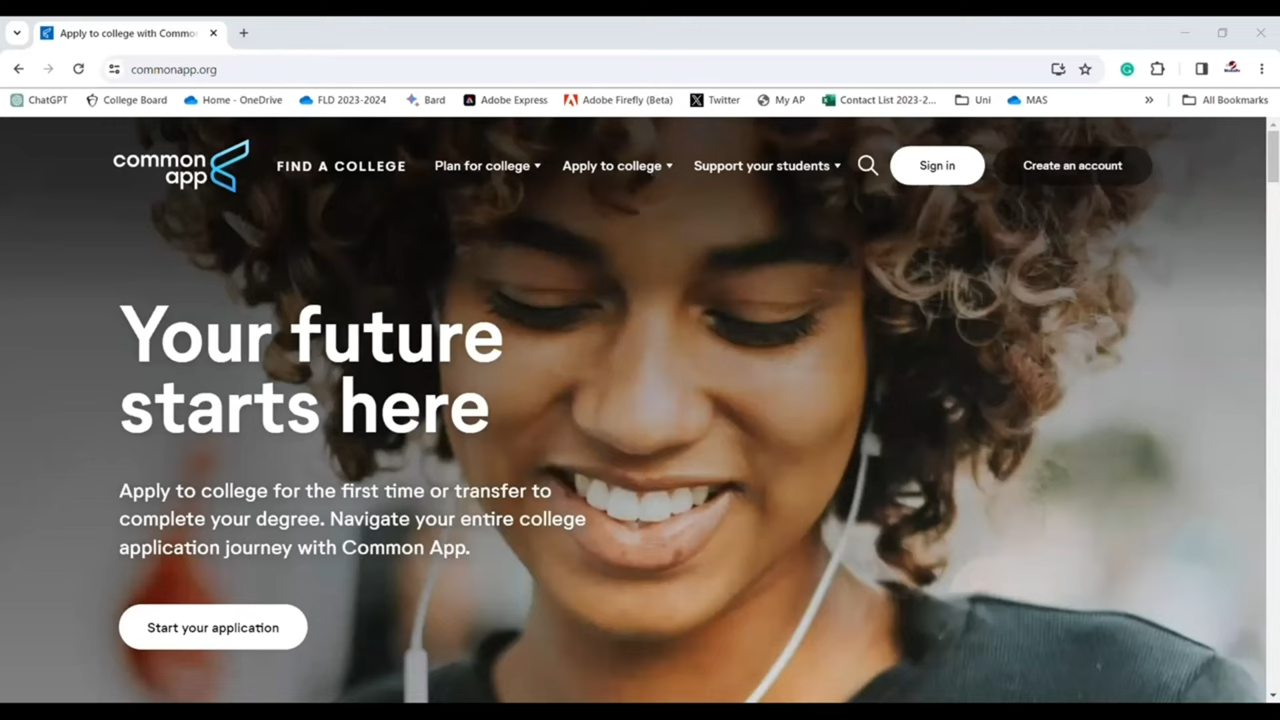 Apply to college with Commo
commonapp.org
ChatGPT College Board Home - OneDrive FLD 2023-2024 Bard Adobe Express Adobe Firefly (Beta) Twitter My AP Contact List 2023-2... Uni MAS » All Bookmarks
common app FIND A COLLEGE Plan for college Apply to college Support your students Sign in Create an account
Your future
starts here
Apply to college for the first time or transfer to
complete your degree. Navigate your entire college
application journey with Common App.
Start your application